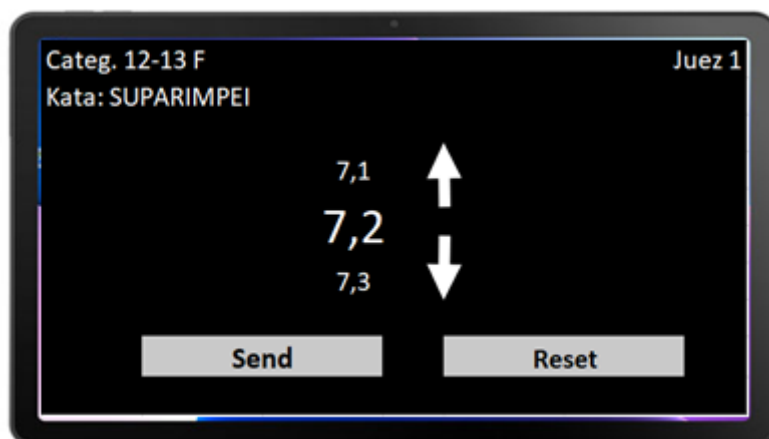 Categ. 12-13 F
Juez 1
Kata: SUPARIMPEI
7,1
7,2
7,3
Send
Reset